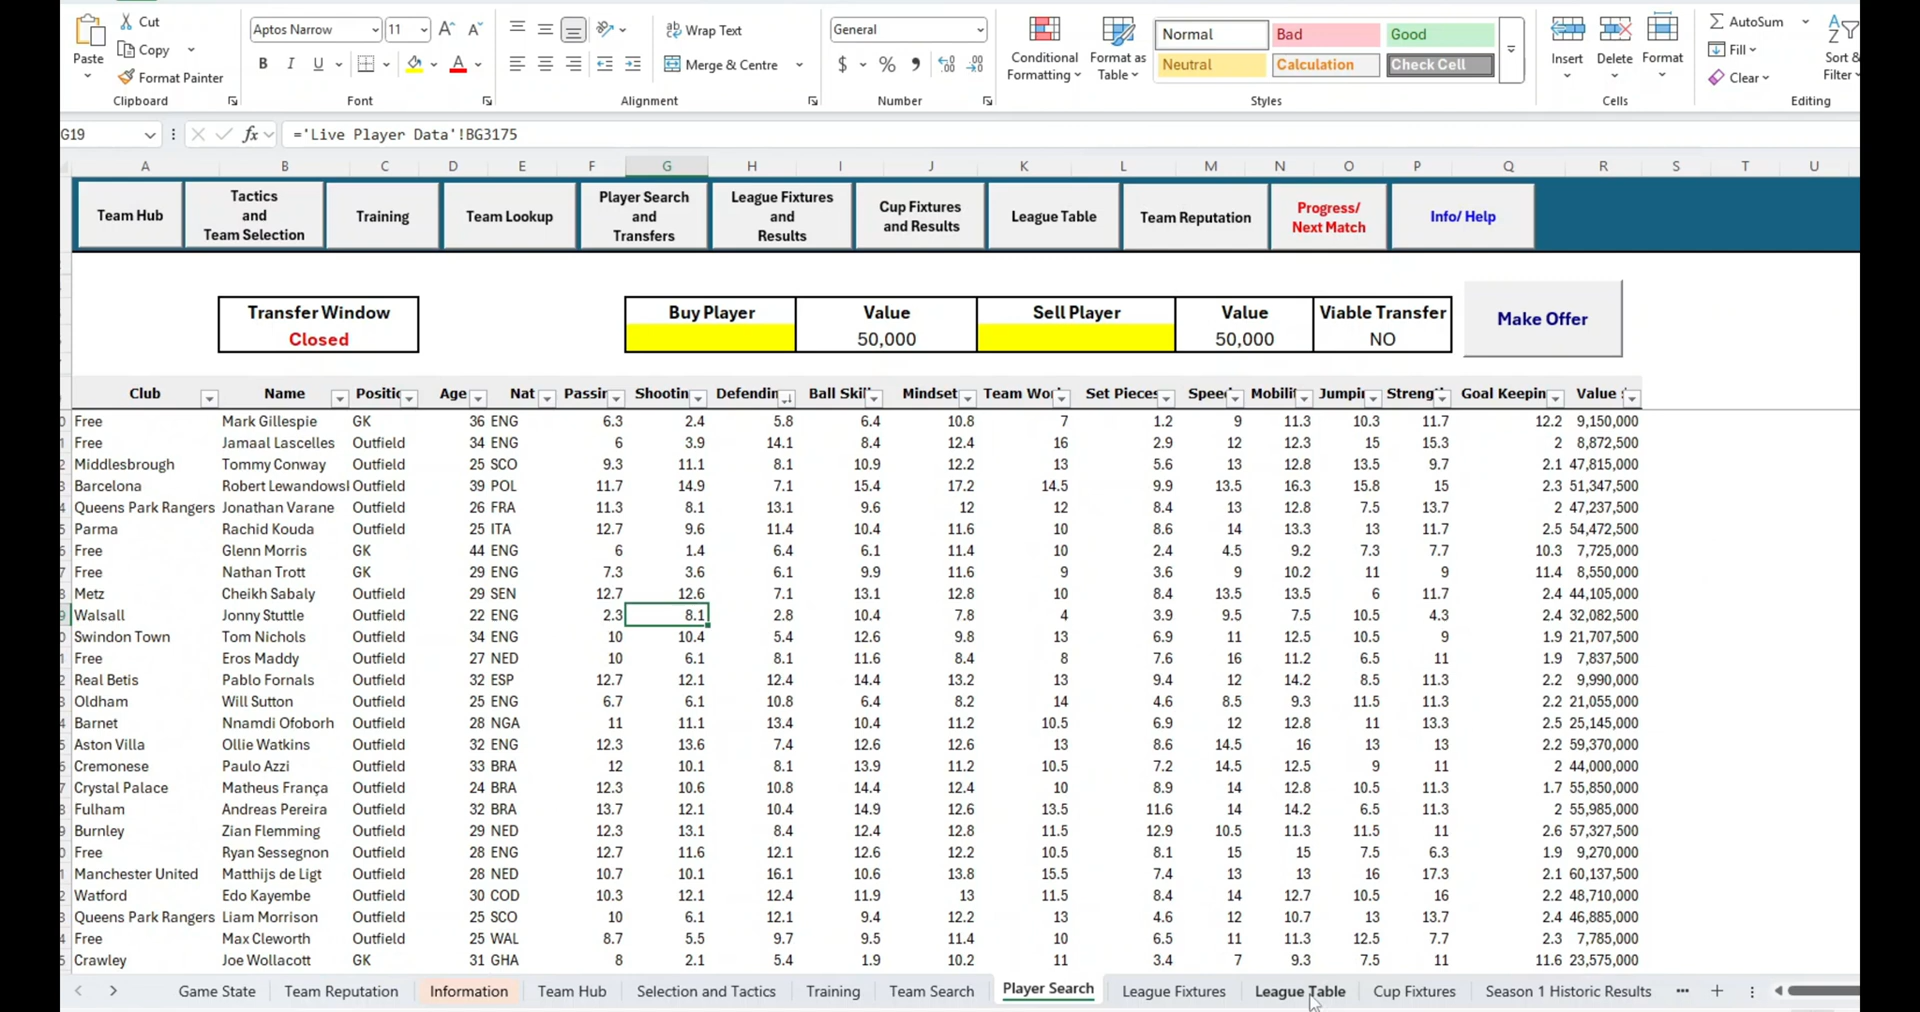 Cut
Copy
Format Painter
Paste
Clipboard
Aptos Narrow 11
B I U
Font
Wrap Text
Merge & Centre
Alignment
General
$ % 9
Number
Conditional Formatting
Format as Table
Normal Bad Good
Neutral Calculation Check Cell
Styles
Insert Delete Format
Cells
AutoSum
Fill
Clear
Sort & Filter
Editing
G19 fx ='Live Player Data'!BG3175
A B C D E F G H I J K L M N O P Q R S T U
Team Hub
Tactics and Team Selection
Training
Team Lookup
Player Search and Transfers
League Fixtures and Results
Cup Fixtures and Results
League Table
Team Reputation
Progress/ Next Match
Info/ Help
Transfer Window
Closed
Buy Player Value Sell Player Value Viable Transfer
50,000 50,000 NO
Make Offer
Club Name Positic Age Nat Passin Shootin Defendin Ball Skil Mindset Team Wo Set Pieces Spee Mobilit Jumpi Streng Goal Keepin Value
Free Mark Gillespie GK 36 ENG 6.3 2.4 5.8 6.4 10.8 7 1.2 9 11.3 10.3 11.7 12.2 9,150,000
Free Jamaal Lascelles Outfield 34 ENG 6 3.9 14.1 8.4 12.4 16 2.9 12 12.3 15 15.3 2 8,872,500
Middlesbrough Tommy Conway Outfield 25 SCO 9.3 11.1 8.1 10.9 12.2 13 5.6 13 12.8 13.5 9.7 2.1 47,815,000
Barcelona Robert Lewandowsl Outfield 39 POL 11.7 14.9 7.1 15.4 17.2 14.5 9.9 13.5 16.3 15.8 15 2.3 51,347,500
Queens Park Rangers Jonathan Varane Outfield 26 FRA 11.3 8.1 13.1 9.6 12 12 8.4 13 12.8 7.5 13.7 2.2 47,237,500
Parma Rachid Kouda Outfield 25 ITA 12.7 9.6 11.4 10.4 11.6 10 8.6 14 13.3 13 11.7 2.5 54,472,500
Free Glenn Morris GK 44 ENG 6 1.4 6.4 6.1 11.4 10 2.4 4.5 9.2 7.3 7.7 10.3 7,725,000
Free Nathan Trott GK 29 ENG 7.3 3.6 6.1 9.9 11.6 9 3.6 9 10.2 11 9 11.4 8,550,000
Metz Cheikh Sabaly Outfield 29 SEN 12.7 12.6 7.1 13.1 12.8 10 8.4 13.5 13.5 6 11.7 2.4 44,105,000
Walsall Jonny Stuttle Outfield 22 ENG 2.3 8.1 2.8 10.4 7.8 4 3.9 9.5 7.5 10.5 4.3 2.4 32,082,500
Swindon Town Tom Nichols Outfield 34 ENG 10 10.4 5.4 12.6 9.8 13 6.9 11 12.5 10.5 9 1.9 21,707,500
Free Eros Maddy Outfield 27 NED 10 6.1 8.1 11.6 8.4 8 7.6 16 11.2 6.5 11 1.9 7,837,500
Real Betis Pablo Fornals Outfield 32 ESP 12.7 12.1 12.4 14.4 13.2 13 9.4 12 14.2 8.5 11.3 2.2 9,990,000
Oldham Will Sutton Outfield 25 ENG 6.7 6.1 10.8 6.4 8.2 14 4.6 8.5 9.3 11.5 11.3 2.2 21,055,000
Barnet Nnamdi Ofoborh Outfield 28 NGA 11 11.1 13.4 10.4 11.2 10.5 6.9 12 12.8 11 13.3 2.5 25,145,000
Aston Villa Ollie Watkins Outfield 32 ENG 12.3 13.6 7.4 12.6 12.6 13 8.6 14.5 16 13 13 2.2 59,370,000
Cremonese Paulo Azzi Outfield 33 BRA 12 10.1 8.1 13.9 11.2 10.5 7.2 14.5 12.5 9 11 2 44,000,000
Crystal Palace Matheus França Outfield 24 BRA 12.3 10.6 10.8 14.4 12.4 10 8.9 14 12.8 10.5 11.3 1.7 55,850,000
Fulham Andreas Pereira Outfield 32 BRA 13.7 12.1 10.4 14.9 12.6 13.5 11.6 14 14.2 6.5 11.3 2 55,985,000
Burnley Zian Flemming Outfield 29 NED 12.3 13.1 8.4 12.4 12.8 11.5 12.9 10.5 11.3 11.5 11 2.6 57,327,500
Free Ryan Sessegnon Outfield 28 ENG 12.7 11.6 12.1 12.6 12.2 10.5 8.1 15 15 7.5 6.3 1.9 9,270,000
Manchester United Matthijs de Ligt Outfield 28 NED 10.7 10.1 16.1 10.6 13.8 15.5 7.4 13 13 16 17.3 2.1 60,137,500
Watford Edo Kayembe Outfield 30 COD 10.3 12.1 12.4 11.9 13 11.5 8.4 14 12.7 10.5 16 2.2 48,710,000
Queens Park Rangers Liam Morrison Outfield 25 SCO 10 6.1 12.1 9.4 12.2 13 4.6 12 10.7 13 13.7 2.4 46,885,000
Free Max Cleworth Outfield 25 WAL 8.7 5.5 9.7 9.5 11.4 10 6.5 11 11.3 12.5 7.7 2.3 7,785,000
Crawley Joe Wollacott GK 31 GHA 8 2.1 5.4 1.9 10.2 11 3.4 7 9.3 7.5 11 11.6 23,575,000
Game State Team Reputation Information Team Hub Selection and Tactics Training Team Search Player Search League Fixtures League Table Cup Fixtures Season 1 Historic Results